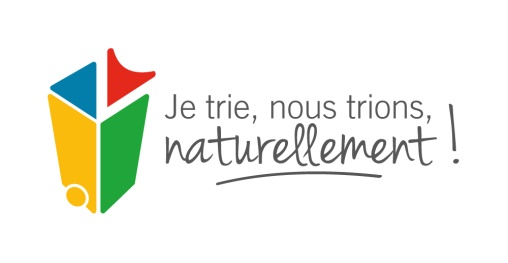 Je trie, nous trions,
naturellement !